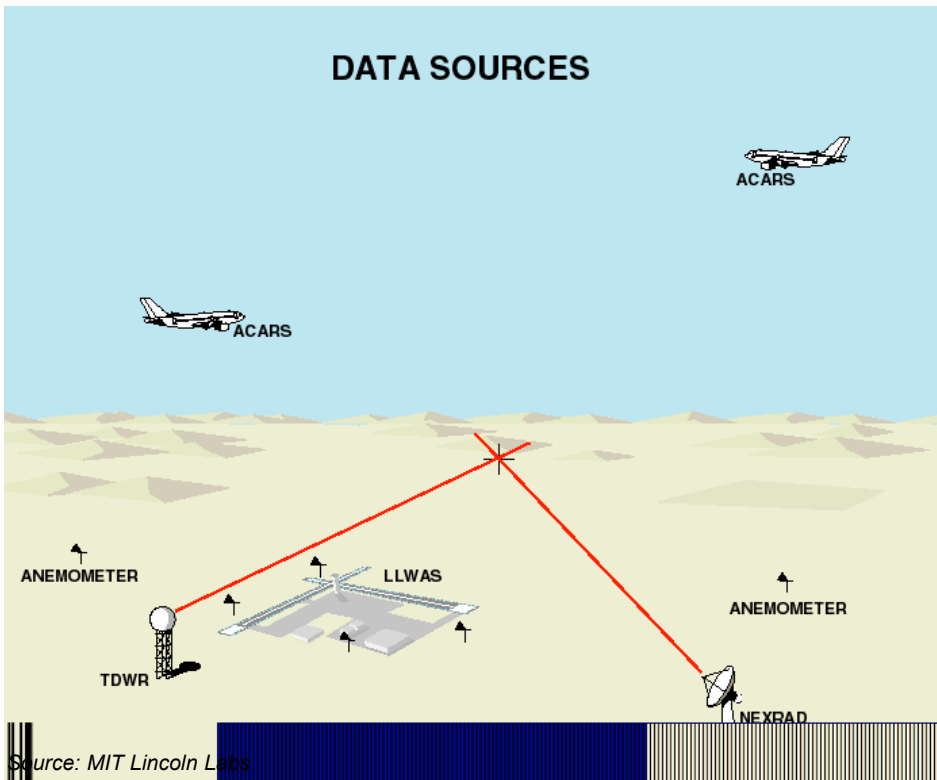 DATA SOURCES
ACARS
ACARS
ANEMOMETER
LLWAS
ANEMOMETER
TDWR
NEXRAD
Source: MIT Lincoln Labs